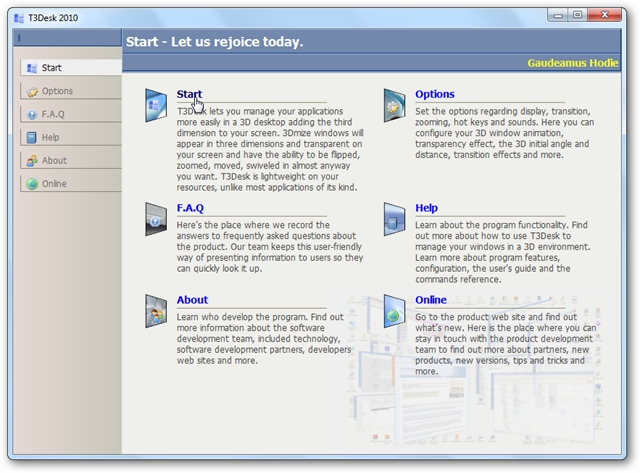 T3Desk 2010
Start - Let us rejoice today.
Gaudeamus Hodie
Start
Options
F.A.Q
Help
About
Online
Start
T3Desk lets you manage your applications
more easily in a 3D desktop adding the third
dimension to your screen. 3Dmize windows will
appear in three dimensions and transparent on
your screen and have the ability to be flipped,
zoomed, moved, swiveled in almost anyway
you want. T3Desk is lightweight on your
resources, unlike most applications of its kind.
Options
Set the options regarding display, transition,
zooming, hot keys and sounds. Here you can
configure your 3D window animation,
transparency effect, the 3D initial angle and
distance, transition effects and more.
F.A.Q
Here's the place where we record the
answers to frequently asked questions about
the product. Our team keeps this user-friendly
way of presenting information to users so they
can quickly look it up.
Help
Learn about the program functionality. Find
out more about how to use T3Desk to
manage your windows in a 3D environment.
Learn more about program features,
configuration, the user's guide and the
commands reference.
About
Learn who develop the program. Find out
more information about the software
development team, included technology,
software development partners, developers
web sites and more.
Online
Go to the product web site and find out
what's new. Here is the place where you can
stay in touch with the product development
team to find out more about partners, new
products, new versions, tips and tricks and
more.